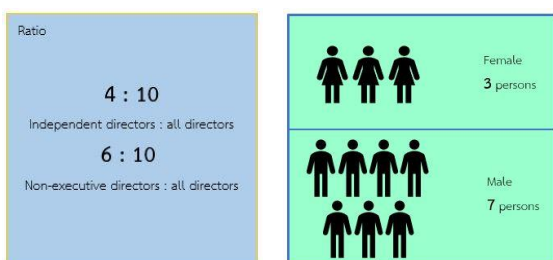 Ratio
4 : 10
Independent directors : all directors
6 : 10
Non-executive directors : all directors
Female
3 persons
Male
7 persons